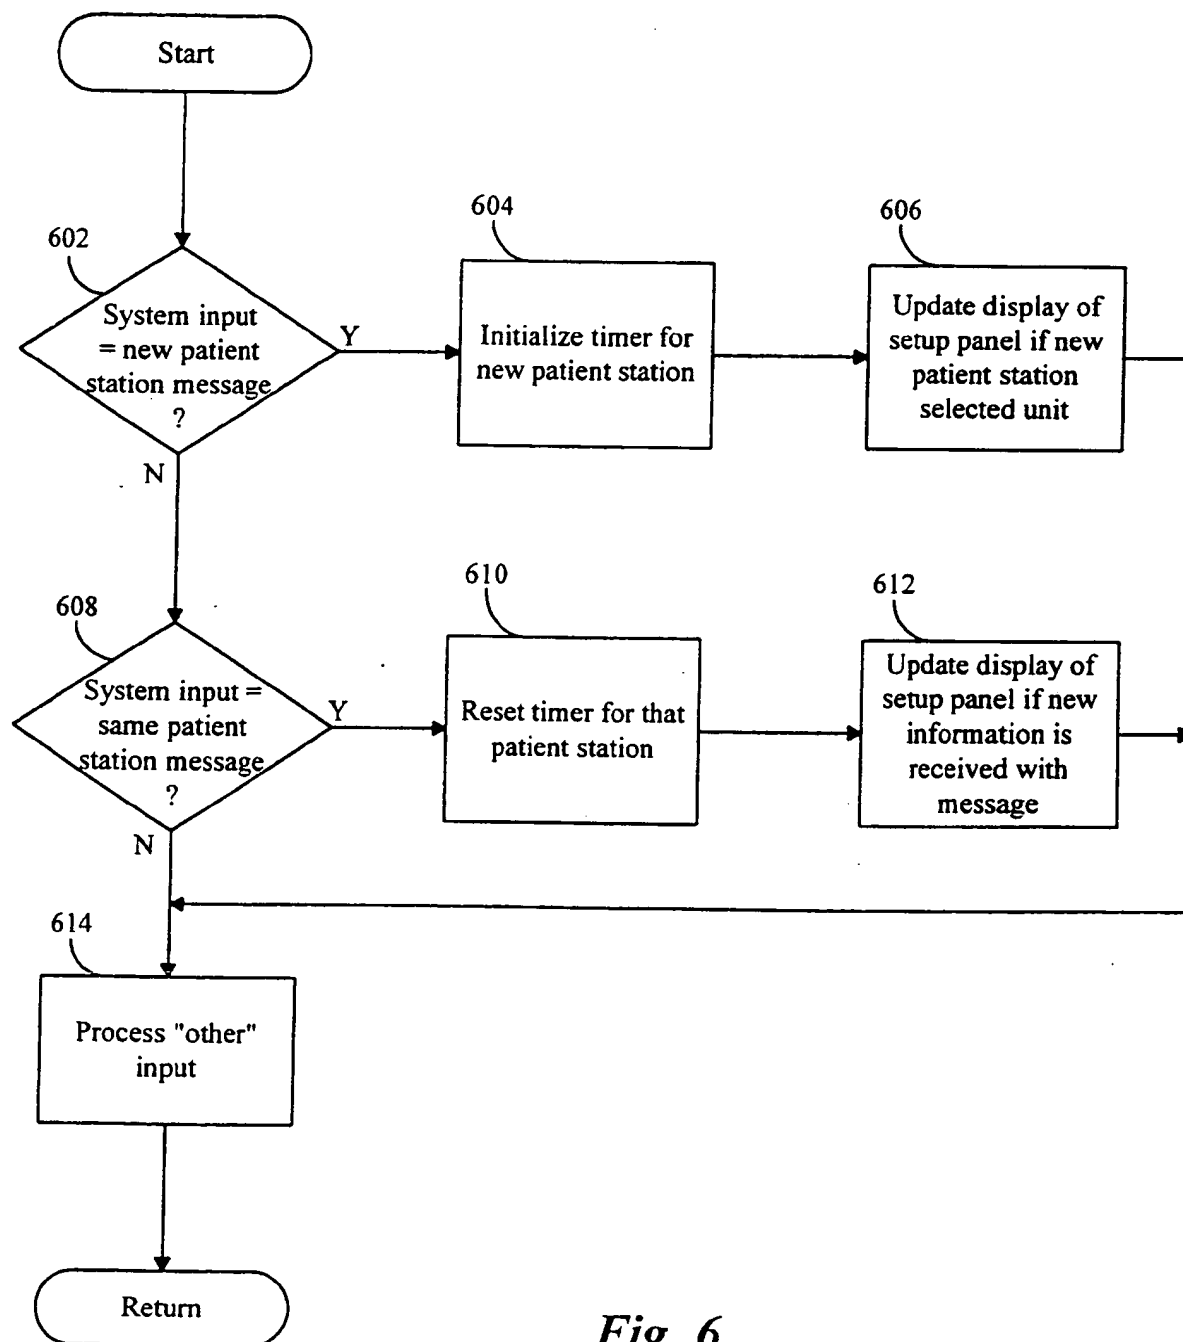 Start
602
System input
= new patient
station message
?
Y
N
604
Initialize timer for
new patient station
606
Update display of
setup panel if new
patient station
selected unit
608
System input =
same patient
station message
?
Y
N
610
Reset timer for that
patient station
612
Update display of
setup panel if new
information is
received with
message
614
Process "other"
input
Return
Fig. 6